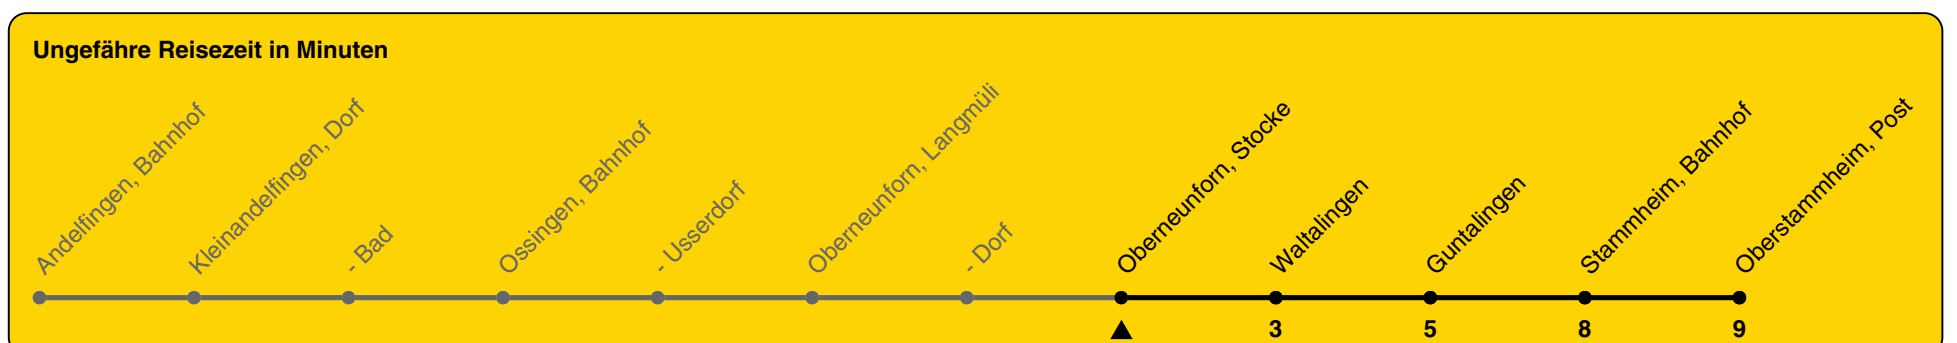 Ungefähre Reisezeit in Minuten
Andelfingen, Bahnhof
Kleinandelfingen, Dorf
- Bad
Ossingen, Bahnhof
- Usserdorf
Oberneunforn, Langmüli
- Dorf
Oberneunforn, Stocke
Waltalingen
Guntalingen
Stammheim, Bahnhof
Oberstammheim, Post
3 5 8 9